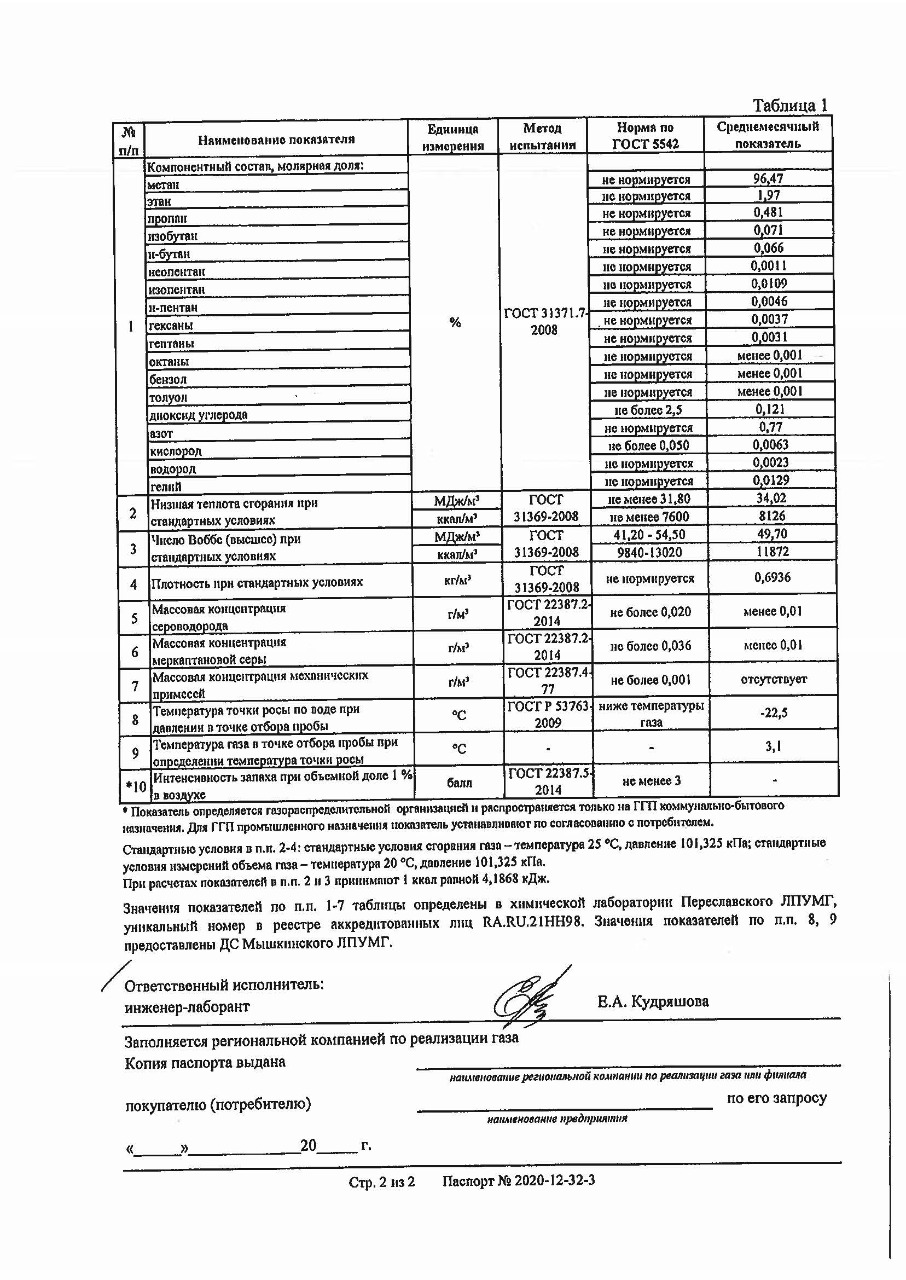 Таблица 1
№ п/п Наименование показателя Единица измерения Метод испытания Норма по ГОСТ 5542 Среднемесячный показатель
1 Компонентный состав, молярная доля: % ГОСТ 31371.7-2008
метан не нормируется 96,47
этан не нормируется 1,97
пропан не нормируется 0,481
изобутан не нормируется 0,071
н-бутан не нормируется 0,066
неопентан не нормируется 0,0011
изопентан не нормируется 0,0109
н-пентан не нормируется 0,0046
гексаны не нормируется 0,0037
гептаны не нормируется 0,0031
октаны не нормируется менее 0,001
бензол не нормируется менее 0,001
толуол не нормируется менее 0,001
диоксид углерода не более 2,5 0,121
азот не нормируется 0,77
кислород не более 0,050 0,0063
водород не нормируется 0,0023
гелий не нормируется 0,0129
2 Низшая теплота сгорания при МДж/м³ ГОСТ не менее 31,80 34,02
стандартных условиях ккал/м³ 31369-2008 не менее 7600 8126
3 Число Воббе (высшее) при МДж/м³ ГОСТ 41,20 - 54,50 49,70
стандартных условиях ккал/м³ 31369-2008 9840-13020 11872
4 Плотность при стандартных условиях кг/м³ ГОСТ 31369-2008 не нормируется 0,6936
5 Массовая концентрация сероводорода г/м³ ГОСТ 22387.2-2014 не более 0,020 менее 0,01
6 Массовая концентрация меркаптановой серы г/м³ ГОСТ 22387.2-2014 не более 0,036 менее 0,01
7 Массовая концентрация механических примесей г/м³ ГОСТ 22387.4-77 не более 0,001 отсутствует
8 Температура точки росы по воде при давлении в точке отбора пробы °С ГОСТ Р 53763-2009 ниже температуры газа -22,5
9 Температура газа в точке отбора пробы при определении температура точки росы °С - - 3,1
*10 Интенсивность запаха при объемной доле 1 % в воздухе балл ГОСТ 22387.5-2014 не менее 3 -
* Показатель определяется газораспределительной организацией и распространяется только на ГГП коммунально-бытового
назначения. Для ГГП промышленного назначения показатель устанавливают по согласованию с потребителем.
Стандартные условия в п.п. 2-4: стандартные условия сгорания газа – температура 25 °С, давление 101,325 кПа; стандартные
условия измерений объема газа – температура 20 °С, давление 101,325 кПа.
При расчетах показателей в п.п. 2 и 3 принимают 1 ккал равной 4,1868 кДж.
Значения показателей по п.п. 1-7 таблицы определены в химической лаборатории Переславского ЛПУМГ,
уникальный номер в реестре аккредитованных лиц RA.RU.21НН98. Значения показателей по п.п. 8, 9
предоставлены ДС Мышкинского ЛПУМГ.
Ответственный исполнитель:
инженер-лаборант Е.А. Кудряшова
Заполняется региональной компанией по реализации газа
Копия паспорта выдана
наименование региональной компании по реализации газа или филиала
покупателю (потребителю) по его запросу
наименование предприятия
«_____»_____________20_____ г.
Стр. 2 из 2 Паспорт № 2020-12-32-3